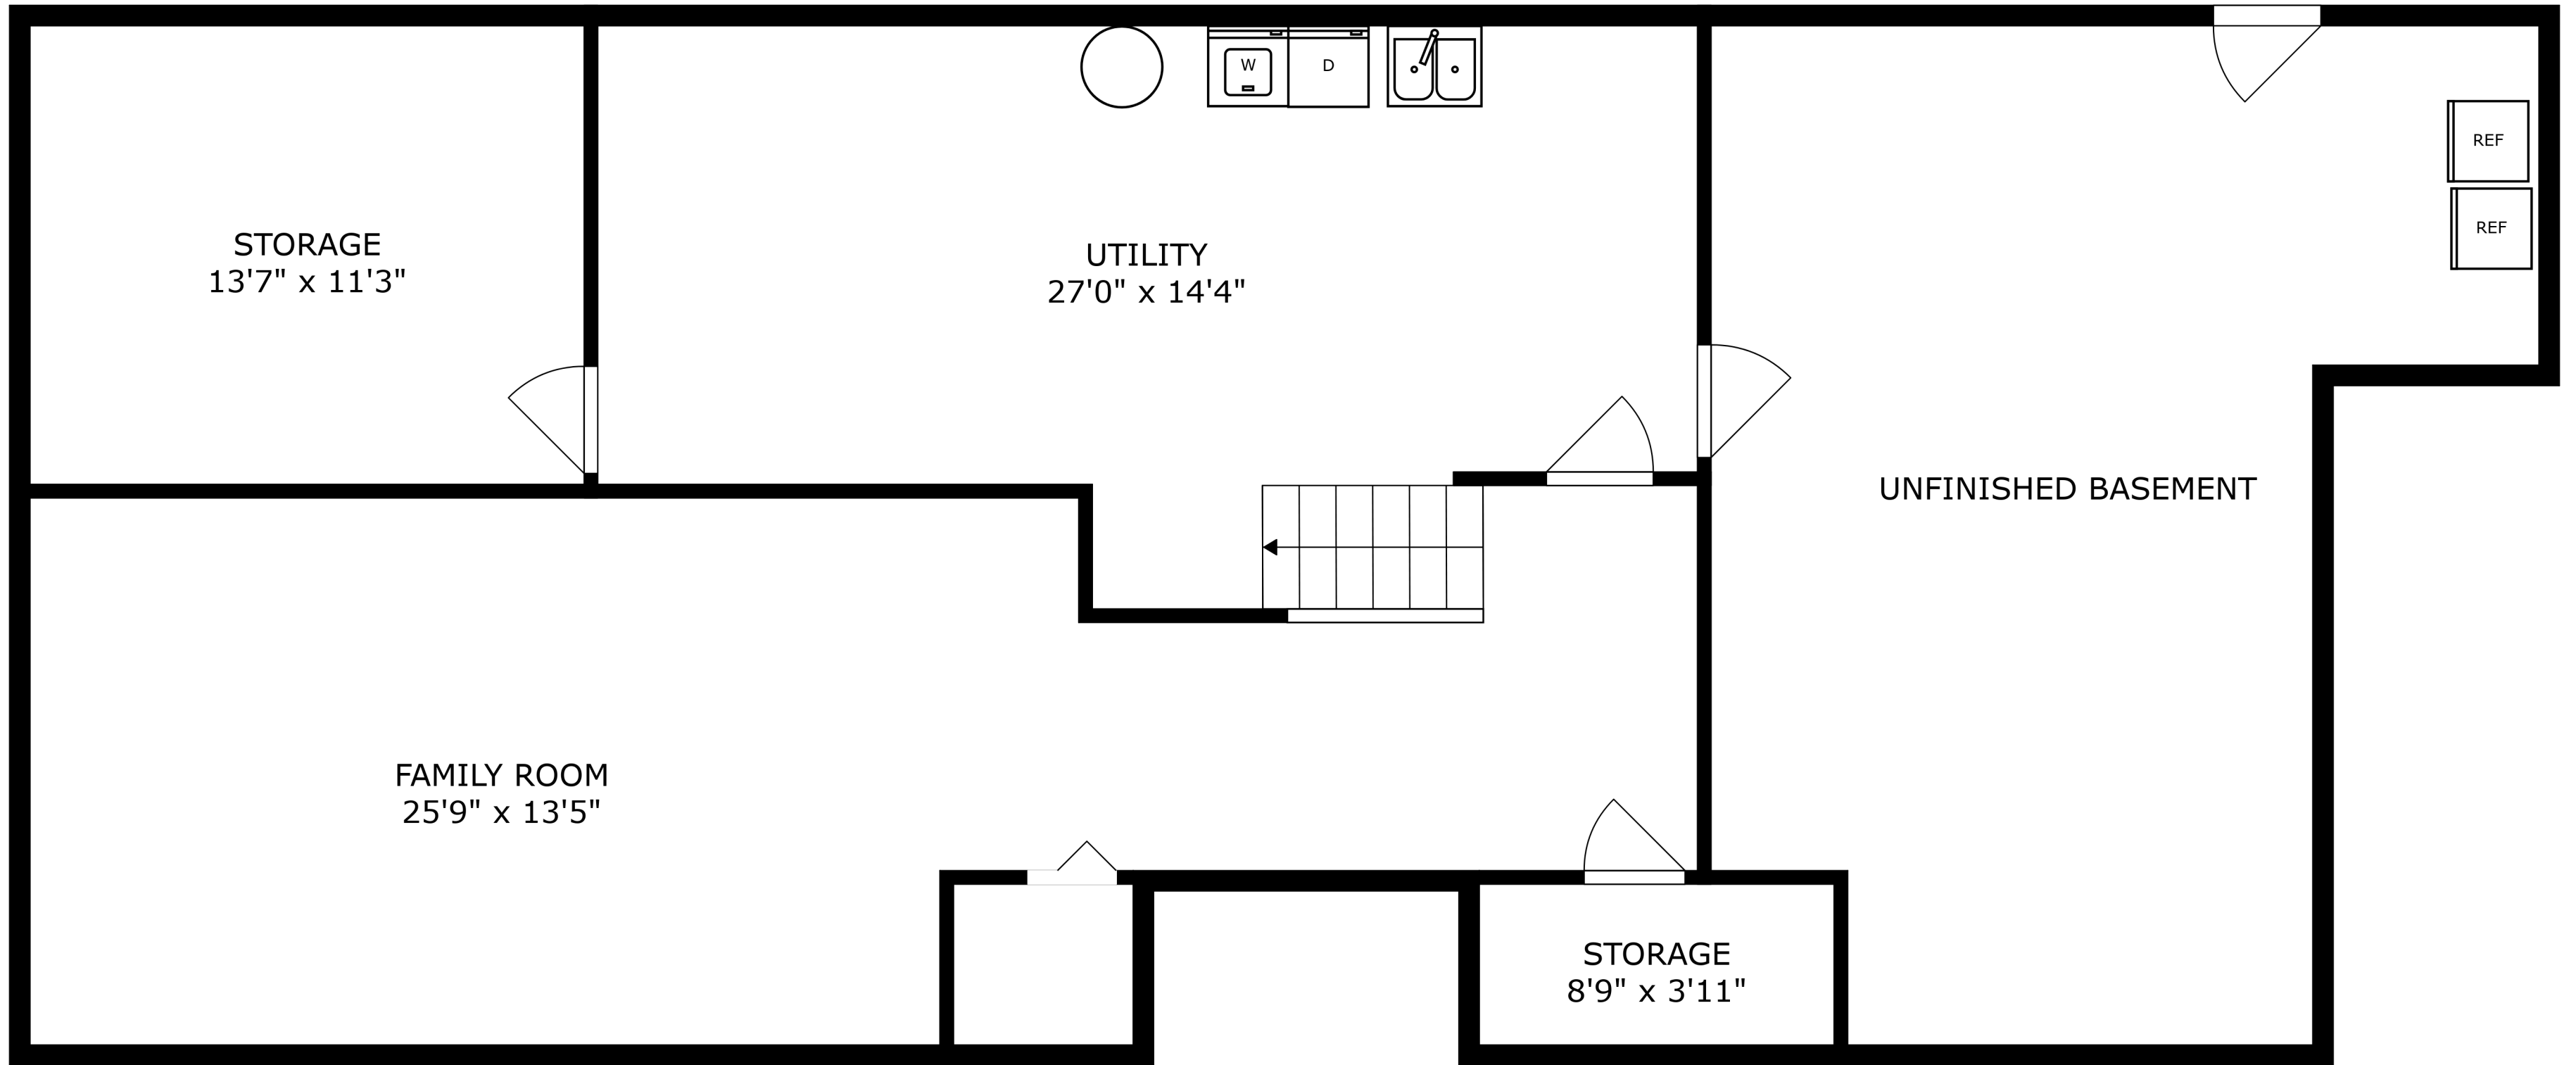 W
D
REF
REF
STORAGE
13'7" x 11'3"
UTILITY
27'0" x 14'4"
UNFINISHED BASEMENT
FAMILY ROOM
25'9" x 13'5"
STORAGE
8'9" x 3'11"